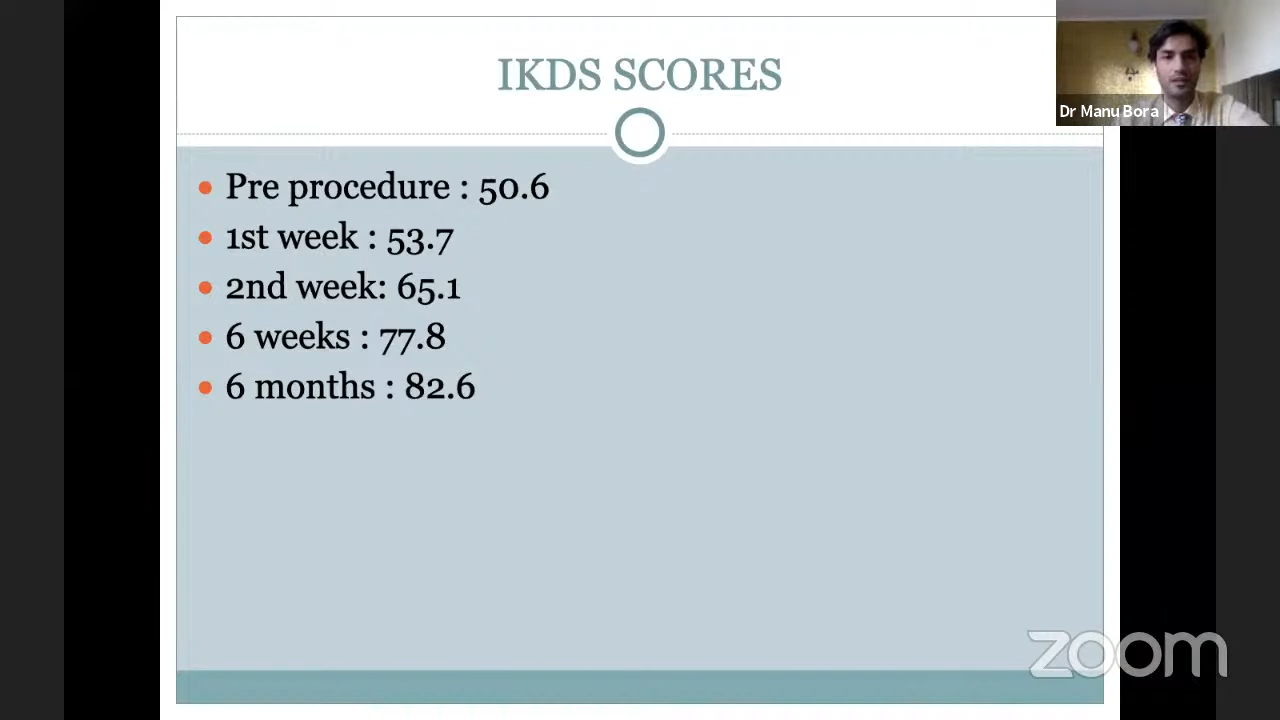 IKDS SCORES
Dr Manu Bora
Pre procedure : 50.6
1st week : 53.7
2nd week: 65.1
6 weeks : 77.8
6 months : 82.6
zoom